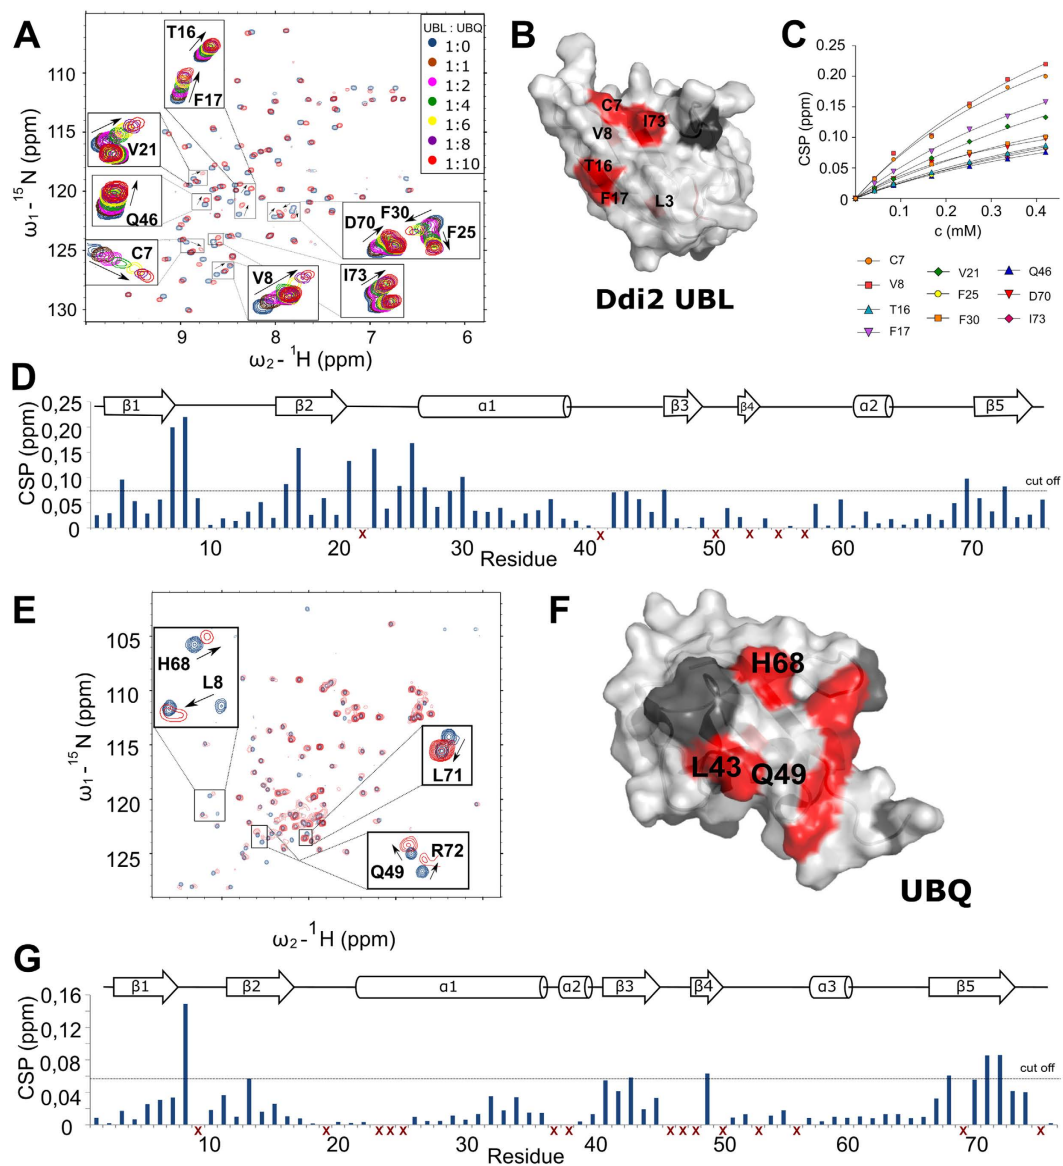 A
UBL : UBQ
1:0
1:1
1:2
1:4
1:6
1:8
1:10
T16
F17
V21
Q46
C7
V8
D70
F30
F25
I73
110
115
120
125
130
ω₁ - ¹⁵N (ppm)
9
8
7
6
ω₂ - ¹H (ppm)
B
C7
I73
V8
T16
F17
L3
Ddi2 UBL
C
CSP (ppm)
0.25
0.20
0.15
0.10
0.05
0
0.1
0.2
0.3
0.4
c (mM)
C7
V8
T16
F17
V21
F25
F30
Q46
D70
I73
D
β1
β2
α1
β3
β4
α2
β5
CSP (ppm)
0,25
0,20
0,15
0,10
0,05
0
cut off
x x x x x x
10 20 30 40 50 60 70
Residue
E
H68
L8
L71
Q49
R72
105
110
115
120
125
ω₁ - ¹⁵N (ppm)
ω₂ - ¹H (ppm)
F
H68
L43
Q49
UBQ
G
β1
β2
α1
α2
β3
β4
α3
β5
CSP (ppm)
0,16
0,12
0,08
0,04
0
cut off
x x x x x x x x x x x x x x x
10 20 30 40 50 60 70
Residue